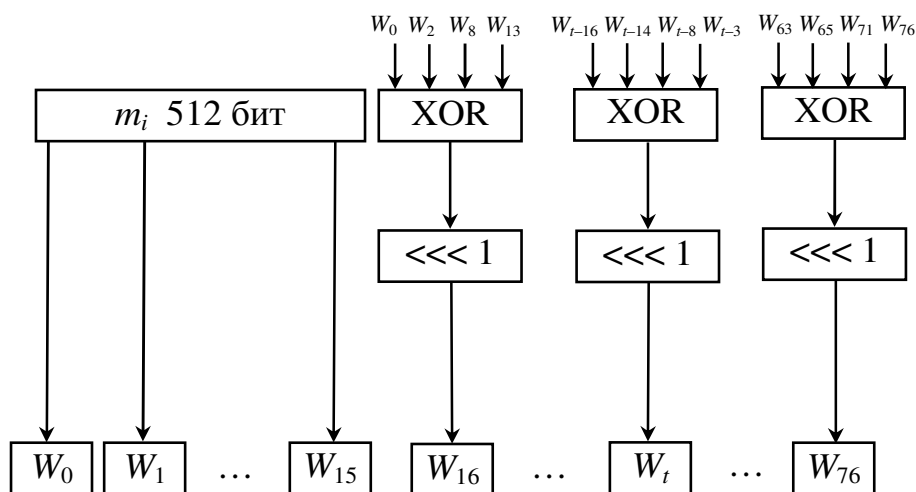 W₀ W₂ W₈ W₁₃ Wₜ₋₁₆ Wₜ₋₁₄ Wₜ₋₈ Wₜ₋₃ W₆₃ W₆₅ W₇₁ W₇₆
mᵢ 512 бит XOR XOR XOR
<<< 1 <<< 1 <<< 1
W₀ W₁ … W₁₅ W₁₆ … Wₜ … W₇₆